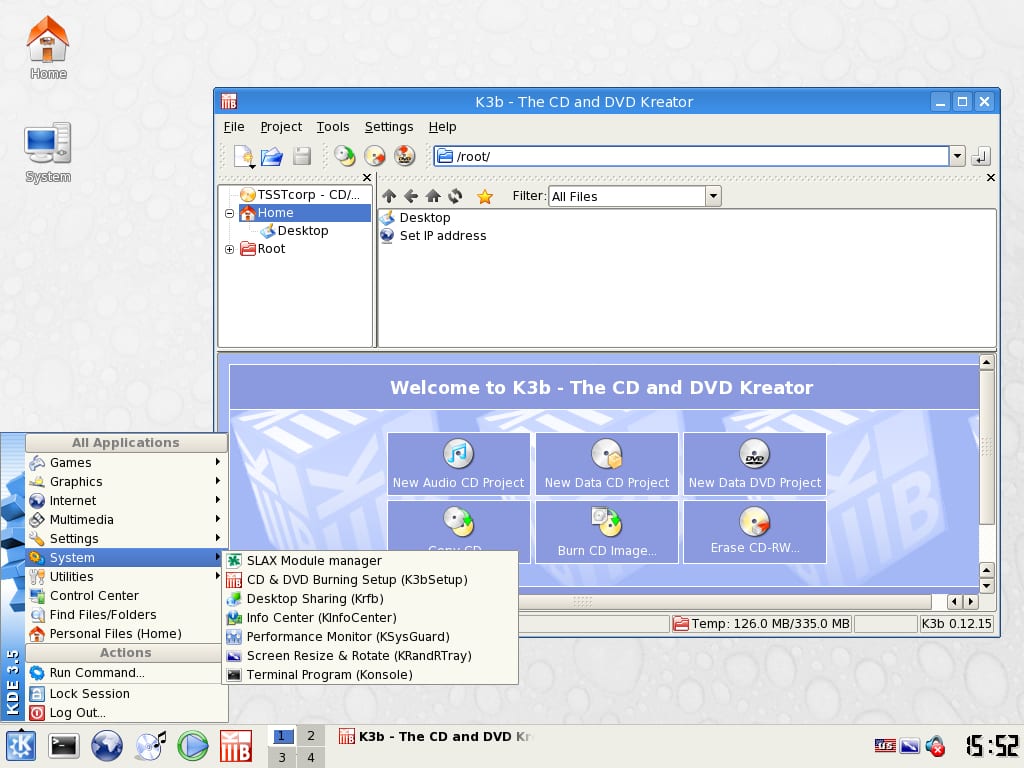 Home
System
K3b - The CD and DVD Kreator
File Project Tools Settings Help
/root/
TSSTcorp - CD/...
Home
Desktop
Root
Filter: All Files
Desktop
Set IP address
Welcome to K3b - The CD and DVD Kreator
New Audio CD Project New Data CD Project New Data DVD Project
Copy CD... Burn CD Image... Erase CD-RW...
Temp: 126.0 MB/335.0 MB K3b 0.12.15
KDE 3.5
All Applications
Games
Graphics
Internet
Multimedia
Settings
System
Utilities
Control Center
Find Files/Folders
Personal Files (Home)
Actions
Run Command...
Lock Session
Log Out...
SLAX Module manager
CD & DVD Burning Setup (K3bSetup)
Desktop Sharing (Krfb)
Info Center (KInfoCenter)
Performance Monitor (KSysGuard)
Screen Resize & Rotate (KRandRTray)
Terminal Program (Konsole)
1 2
3 4
K3b - The CD and DVD Kr
15:52